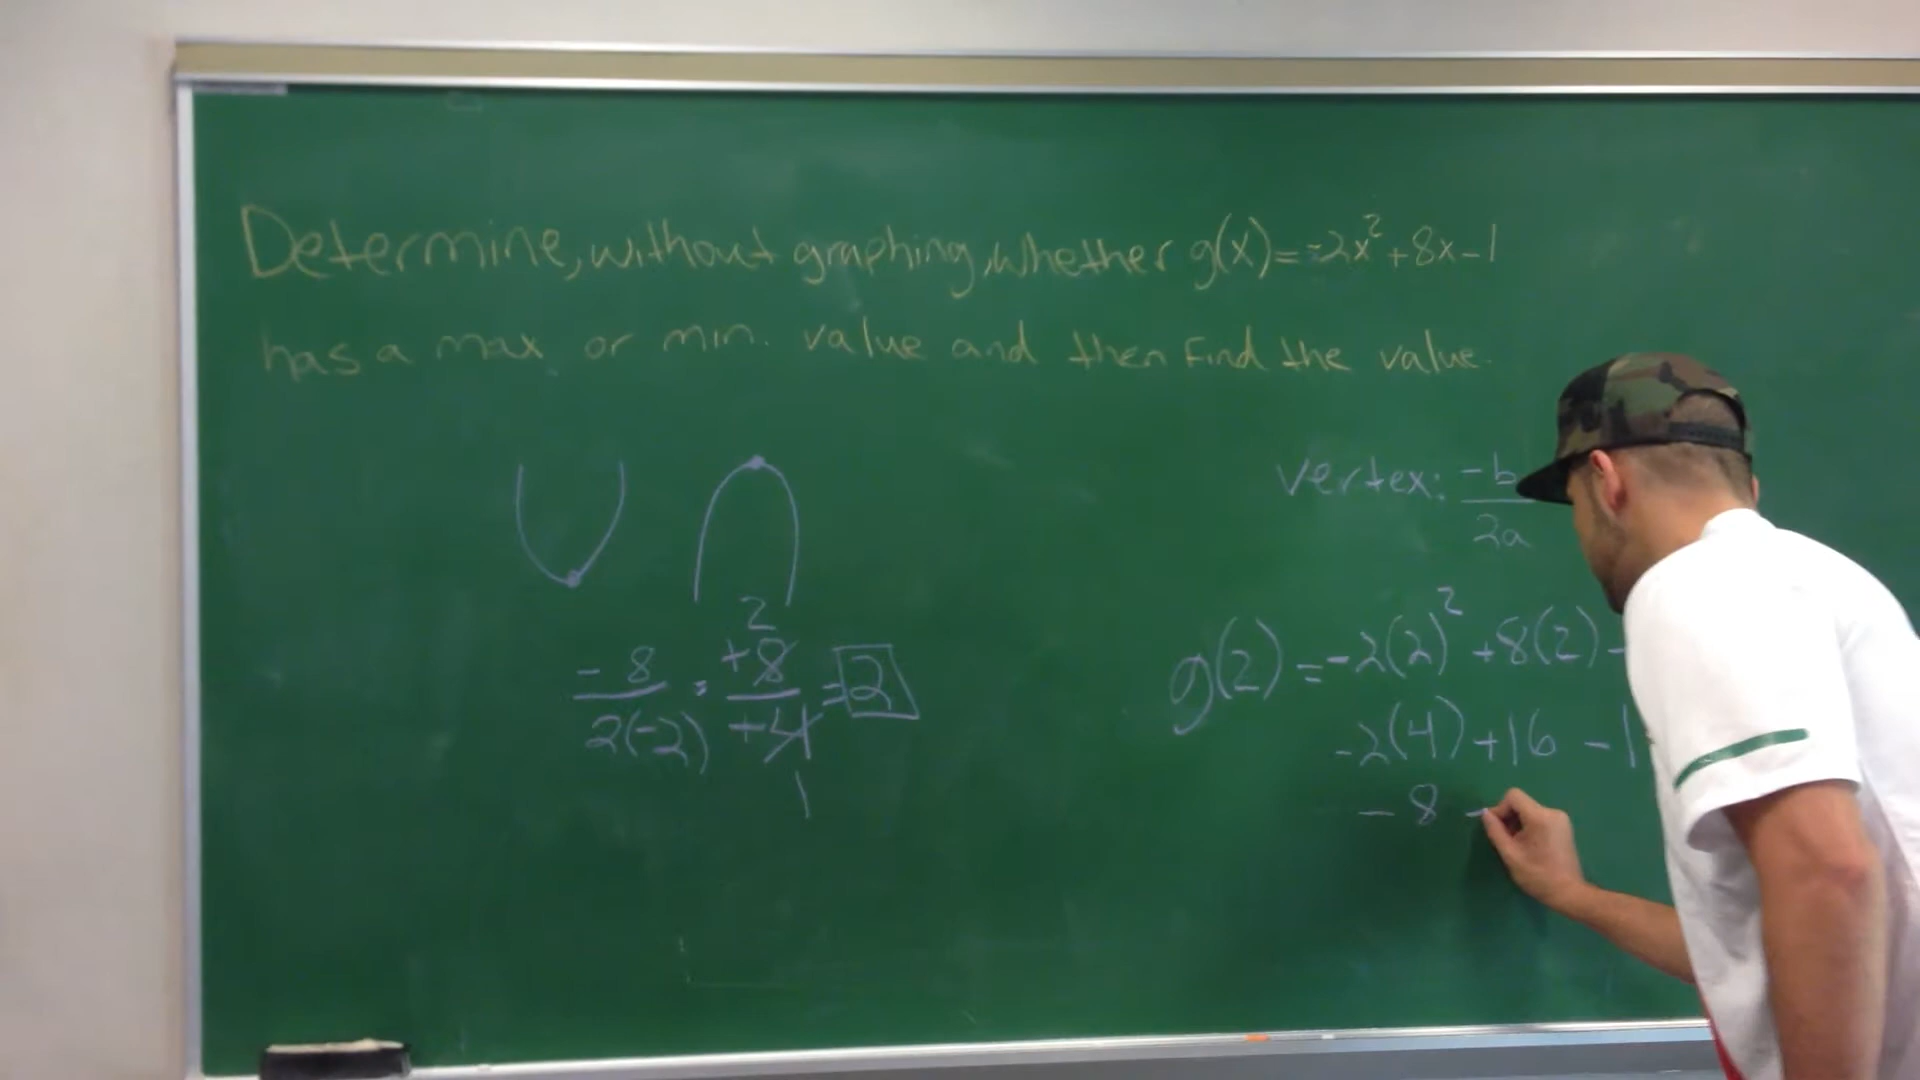 Determine, without graphing, whether g(x)=-2x²+8x-1
has a max or min. value and then find the value.
vertex: -b
2a
2
-8 = +8 = 2
2(-2) +4
1
g(2) = -2(2)² +8(2) -
-2(4) +16 -1
-8